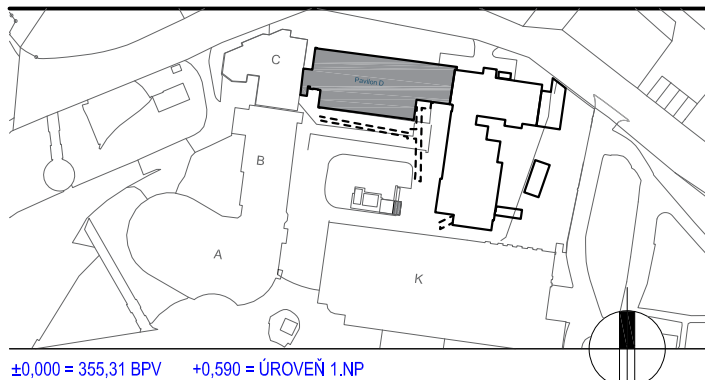 C
Pavilon D
B
A
K
±0,000 = 355,31 BPV +0,590 = ÚROVEŇ 1.NP